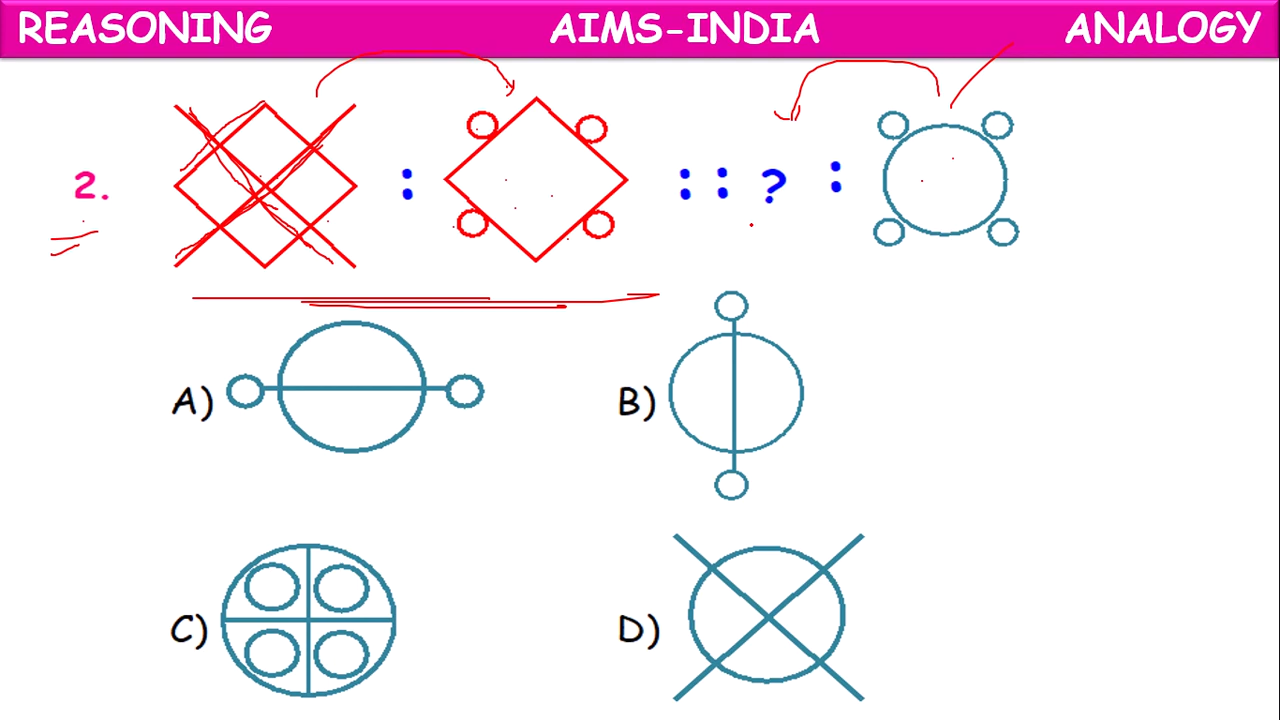 REASONING AIMS-INDIA ANALOGY
2. : :: ? :
A) B)
C) D)